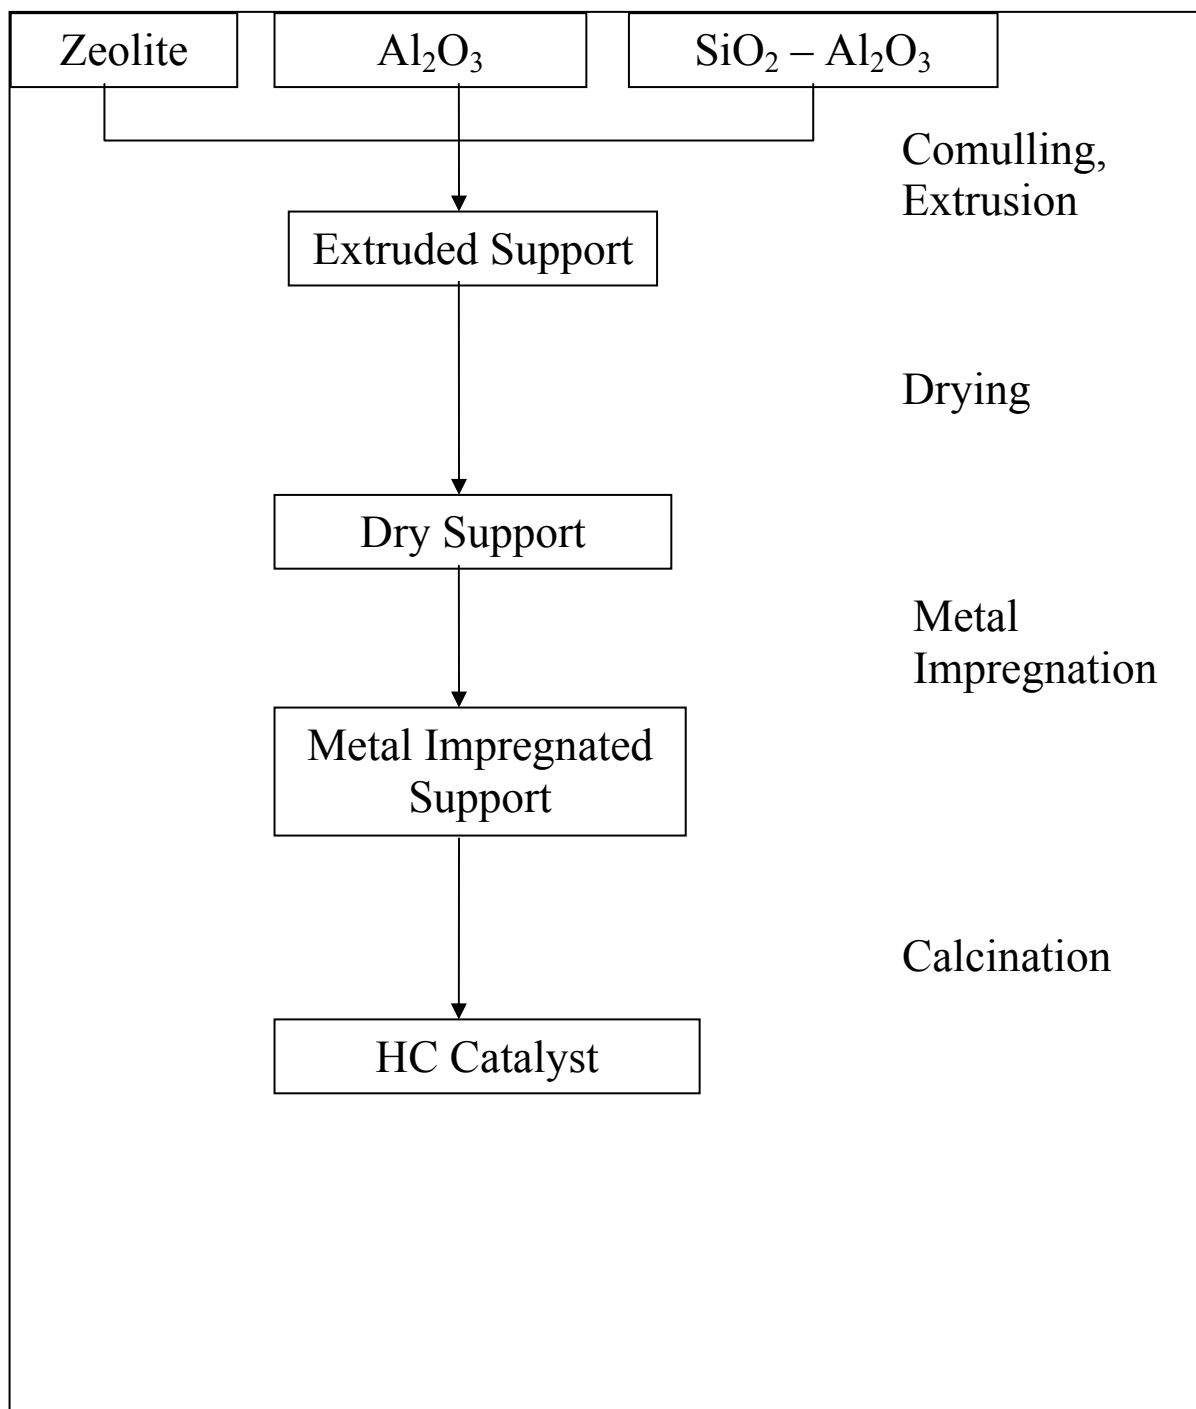 Zeolite
Al₂O₃
SiO₂ – Al₂O₃
Comulling,
Extrusion
Extruded Support
Drying
Dry Support
Metal
Impregnation
Metal Impregnated
Support
Calcination
HC Catalyst